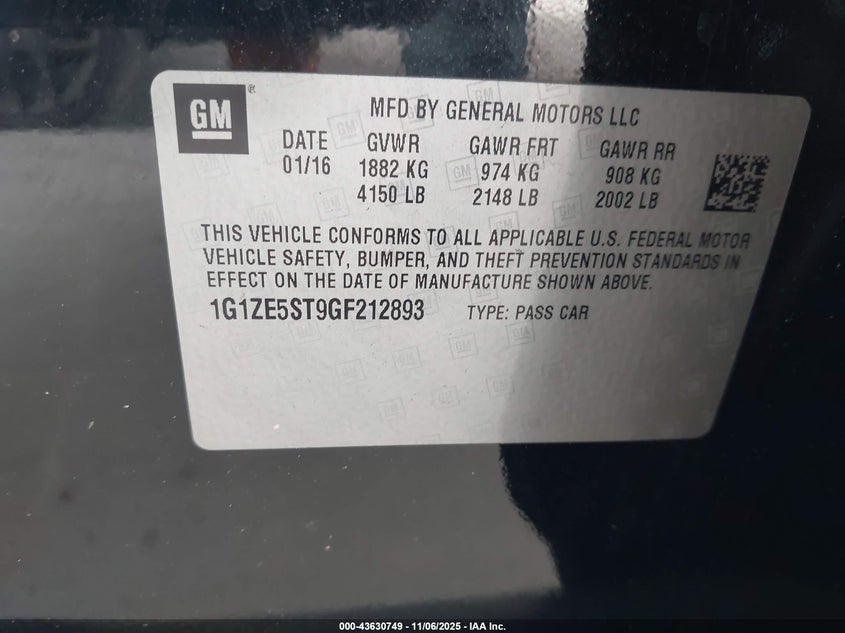 GM ®
MFD BY GENERAL MOTORS LLC
DATE GVWR GAWR FRT GAWR RR
01/16 1882 KG 974 KG 908 KG
4150 LB 2148 LB 2002 LB
THIS VEHICLE CONFORMS TO ALL APPLICABLE U.S. FEDERAL MOTOR
VEHICLE SAFETY, BUMPER, AND THEFT PREVENTION STANDARDS IN
EFFECT ON THE DATE OF MANUFACTURE SHOWN ABOVE.
1G1ZE5ST9GF212893 TYPE: PASS CAR
000-43630749 - 11/06/2025 - IAA Inc.